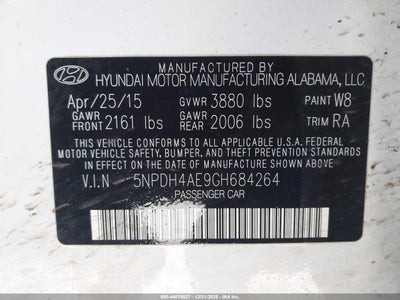 MANUFACTURED BY
HYUNDAI MOTOR MANUFACTURING ALABAMA, LLC
Apr/25/15 GVWR 3880 lbs PAINT W8
GAWR FRONT 2161 lbs GAWR REAR 2006 lbs TRIM RA
THIS VEHICLE CONFORMS TO ALL APPLICABLE U.S. FEDERAL
MOTOR VEHICLE SAFETY, BUMPER, AND THEFT PREVENTION
STANDARDS IN EFFECT ON THE DATE OF MANUFACTURE SHOWN ABOVE.
V.I.N 5NPDH4AE9GH684264
PASSENGER CAR